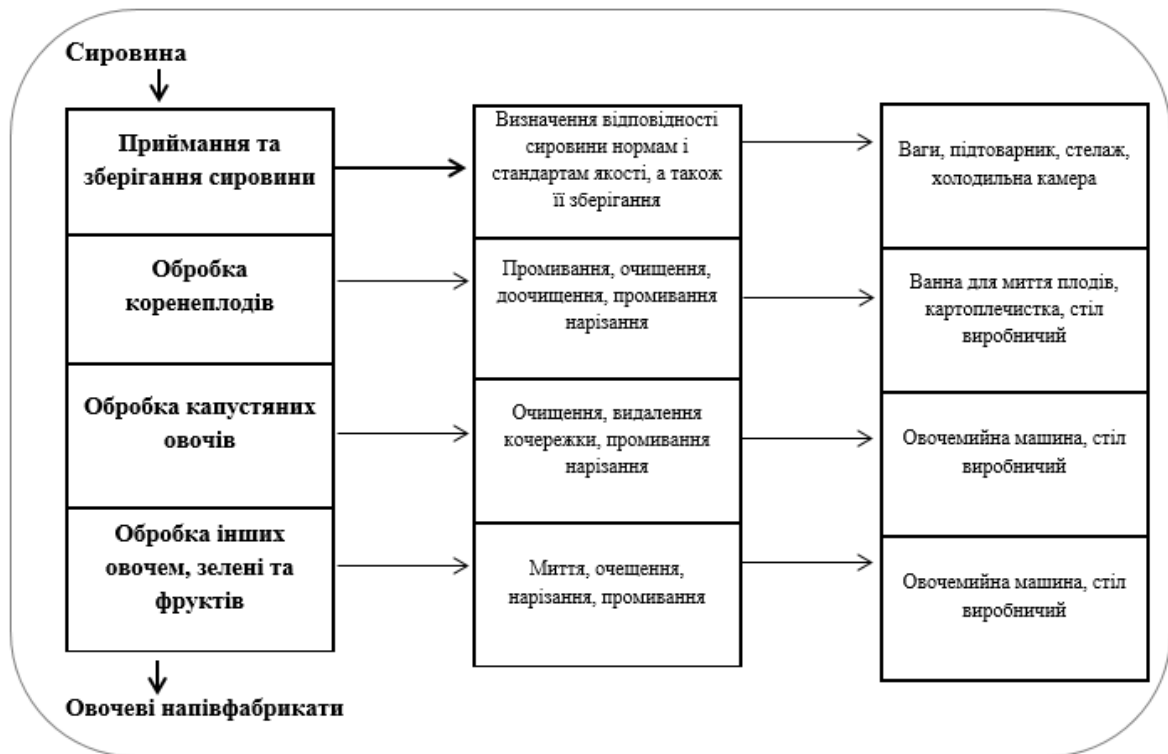 Сировина
Приймання та
зберігання сировини
Визначення відповідності
сировини нормам і
стандартам якості, а також
її зберігання
Ваги, підтоварник, стелаж,
холодильна камера
Обробка
коренеплодів
Промивання, очищення,
доочищення, промивання
нарізання
Ванна для миття плодів,
картоплечистка, стіл
виробничий
Обробка капустяних
овочів
Очищення, видалення
кочережки, промивання
нарізання
Овочемийна машина, стіл
виробничий
Обробка інших
овочем, зелені та
фруктів
Миття, очещення,
нарізання, промивання
Овочемийна машина, стіл
виробничий
Овочеві напівфабрикати